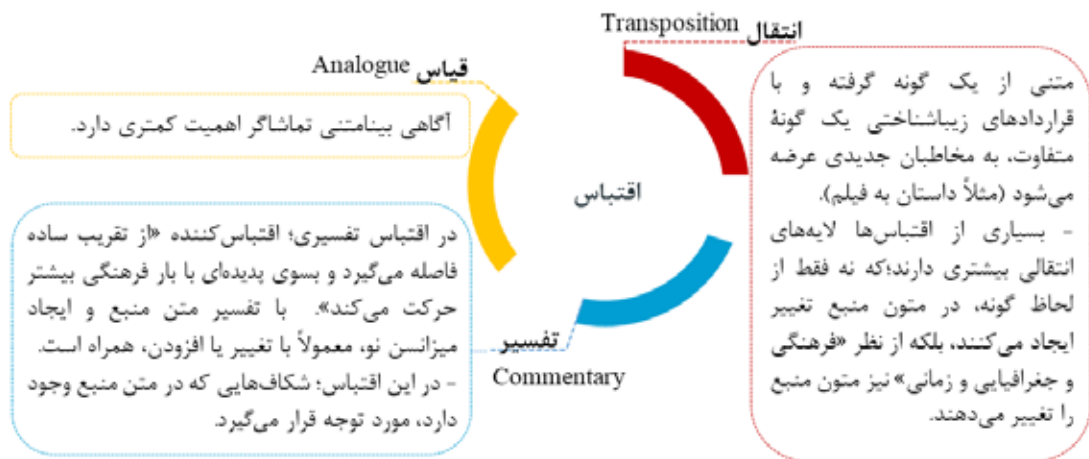 انتقال Transposition
متنی از یک گونه گرفته و با
قراردادهای زیباشناختی یک گونهٔ
متفاوت، به مخاطبان جدیدی عرضه
می‌شود (مثلاً داستان به فیلم).
- بسیاری از اقتباس‌ها لایه‌های
انتقالی بیشتری دارند؛که نه فقط از
لحاظ گونه، در متون منبع تغییر
ایجاد می‌کنند، بلکه از نظر «فرهنگی
و جغرافیایی و زمانی» نیز متون منبع
را تغییر می‌دهند.
قیاس Analogue
آگاهی بینامتنی تماشاگر اهمیت کمتری دارد.
اقتباس
تفسیر
Commentary
در اقتباس تفسیری؛ اقتباس‌کننده «از تقریب ساده
فاصله می‌گیرد و بسوی پدیده‌ای با بار فرهنگی بیشتر
حرکت می‌کند». با تفسیر متن منبع و ایجاد
میزانسن نو، معمولاً با تغییر یا افزودن، همراه است.
- در این اقتباس؛ شکاف‌هایی که در متن منبع وجود
دارد، مورد توجه قرار می‌گیرد.